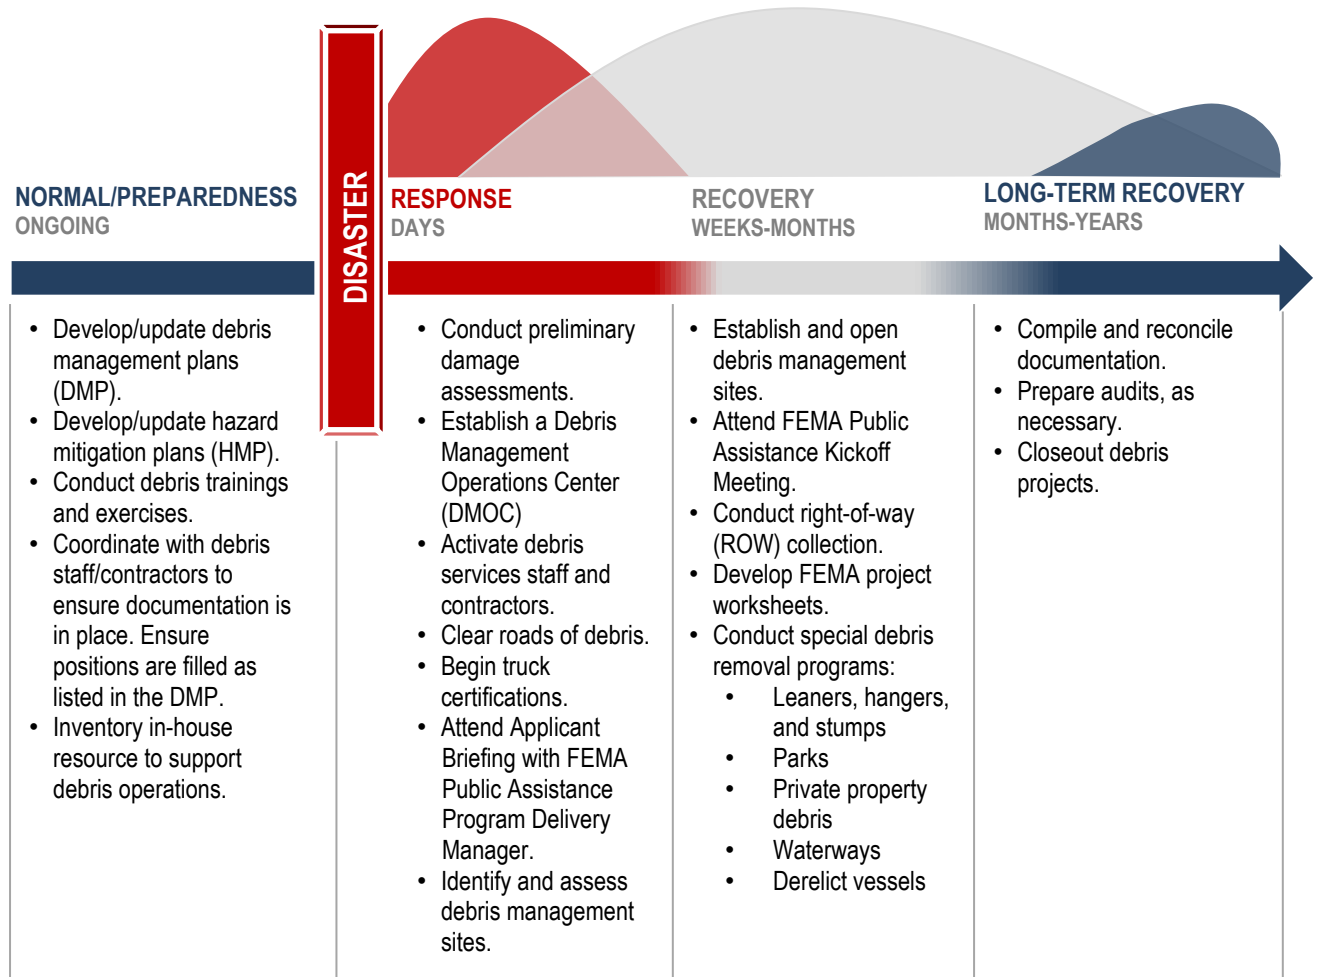 NORMAL/PREPAREDNESS
ONGOING
DISASTER
RESPONSE
DAYS
RECOVERY
WEEKS-MONTHS
LONG-TERM RECOVERY
MONTHS-YEARS
• Develop/update debris
management plans
(DMP).
• Develop/update hazard
mitigation plans (HMP).
• Conduct debris trainings
and exercises.
• Coordinate with debris
staff/contractors to
ensure documentation is
in place. Ensure
positions are filled as
listed in the DMP.
• Inventory in-house
resource to support
debris operations.
• Conduct preliminary
damage
assessments.
• Establish a Debris
Management
Operations Center
(DMOC)
• Activate debris
services staff and
contractors.
• Clear roads of debris.
• Begin truck
certifications.
• Attend Applicant
Briefing with FEMA
Public Assistance
Program Delivery
Manager.
• Identify and assess
debris management
sites.
• Establish and open
debris management
sites.
• Attend FEMA Public
Assistance Kickoff
Meeting.
• Conduct right-of-way
(ROW) collection.
• Develop FEMA project
worksheets.
• Conduct special debris
removal programs:
• Leaners, hangers,
and stumps
• Parks
• Private property
debris
• Waterways
• Derelict vessels
• Compile and reconcile
documentation.
• Prepare audits, as
necessary.
• Closeout debris
projects.